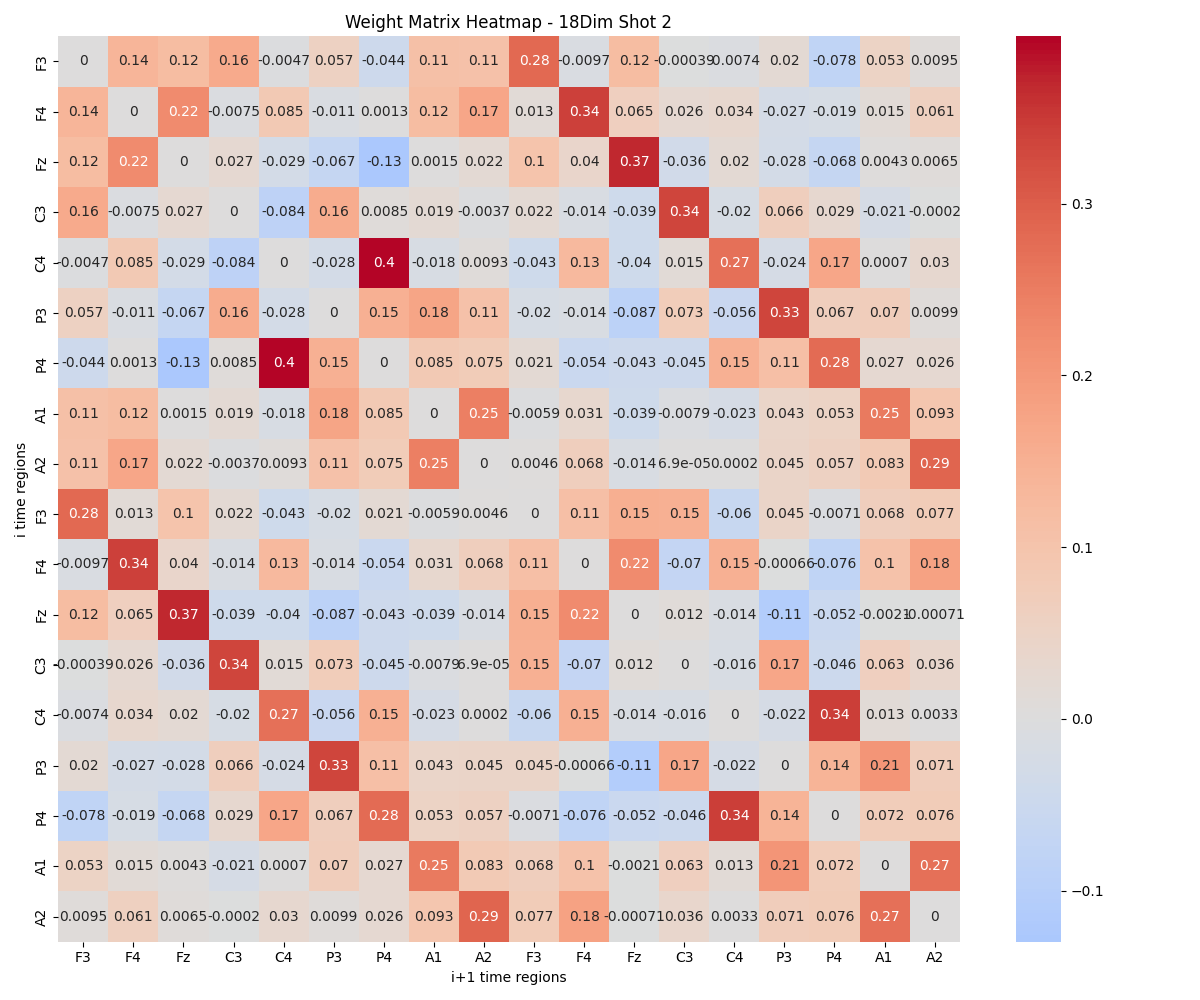 Weight Matrix Heatmap - 18Dim Shot 2
F3 0 0.14 0.12 0.16 -0.0047 0.057 -0.044 0.11 0.11 0.28 -0.0097 0.12 -0.00039 0.0074 0.02 -0.078 0.053 0.0095
F4 0.14 0 0.22 -0.0075 0.085 -0.011 0.0013 0.12 0.17 0.013 0.34 0.065 0.026 0.034 -0.027 -0.019 0.015 0.061
Fz 0.12 0.22 0 0.027 -0.029 -0.067 -0.13 0.0015 0.022 0.1 0.04 0.37 -0.036 0.02 -0.028 -0.068 0.0043 0.0065
C3 0.16 -0.0075 0.027 0 -0.084 0.16 0.0085 0.019 -0.0037 0.022 -0.014 -0.039 0.34 -0.02 0.066 0.029 -0.021 -0.0002
C4 -0.0047 0.085 -0.029 -0.084 0 -0.028 0.4 -0.018 0.0093 -0.043 0.13 -0.04 0.015 0.27 -0.024 0.17 0.0007 0.03
P3 0.057 -0.011 -0.067 0.16 -0.028 0 0.15 0.18 0.11 -0.02 -0.014 -0.087 0.073 -0.056 0.33 0.067 0.07 0.0099
P4 -0.044 0.0013 -0.13 0.0085 0.4 0.15 0 0.085 0.075 0.021 -0.054 -0.043 -0.045 0.15 0.11 0.28 0.027 0.026
A1 0.11 0.12 0.0015 0.019 -0.018 0.18 0.085 0 0.25 -0.0059 0.031 -0.039 -0.0079 -0.023 0.043 0.053 0.25 0.093
A2 0.11 0.17 0.022 -0.0037 0.0093 0.11 0.075 0.25 0 0.0046 0.068 -0.014 6.9e-05 0.0002 0.045 0.057 0.083 0.29
F3 0.28 0.013 0.1 0.022 -0.043 -0.02 0.021 -0.0059 0.0046 0 0.11 0.15 0.15 -0.06 0.045 -0.0071 0.068 0.077
F4 -0.0097 0.34 0.04 -0.014 0.13 -0.014 -0.054 0.031 0.068 0.11 0 0.22 -0.07 0.15 -0.00066 -0.076 0.1 0.18
Fz 0.12 0.065 0.37 -0.039 -0.04 -0.087 -0.043 -0.039 -0.014 0.15 0.22 0 0.012 -0.014 -0.11 -0.052 -0.0021 -0.00071
C3 -0.00039 0.026 -0.036 0.34 0.015 0.073 -0.045 -0.0079 6.9e-05 0.15 -0.07 0.012 0 -0.016 0.17 -0.046 0.063 0.036
C4 -0.0074 0.034 0.02 -0.02 0.27 -0.056 0.15 -0.023 0.0002 -0.06 0.15 -0.014 -0.016 0 -0.022 0.34 0.013 0.0033
P3 0.02 -0.027 -0.028 0.066 -0.024 0.33 0.11 0.043 0.045 0.045 -0.00066 -0.11 0.17 -0.022 0 0.14 0.21 0.071
P4 -0.078 -0.019 -0.068 0.029 0.17 0.067 0.28 0.053 0.057 -0.0071 -0.076 -0.052 -0.046 0.34 0.14 0 0.072 0.076
A1 0.053 0.015 0.0043 -0.021 0.0007 0.07 0.027 0.25 0.083 0.068 0.1 -0.0021 0.063 0.013 0.21 0.072 0 0.27
A2 0.0095 0.061 0.0065 -0.0002 0.03 0.0099 0.026 0.093 0.29 0.077 0.18 -0.00071 0.036 0.0033 0.071 0.076 0.27 0
F3 F4 Fz C3 C4 P3 P4 A1 A2 F3 F4 Fz C3 C4 P3 P4 A1 A2
i+1 time regions
i time regions
0.3
0.2
0.1
0.0
−0.1